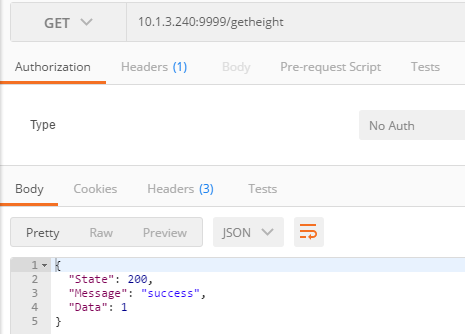 GET 10.1.3.240:9999/getheight
Authorization Headers (1) Body Pre-request Script Tests
Type No Auth
Body Cookies Headers (3) Tests
Pretty Raw Preview JSON
1 {
2 "State": 200,
3 "Message": "success",
4 "Data": 1
5 }